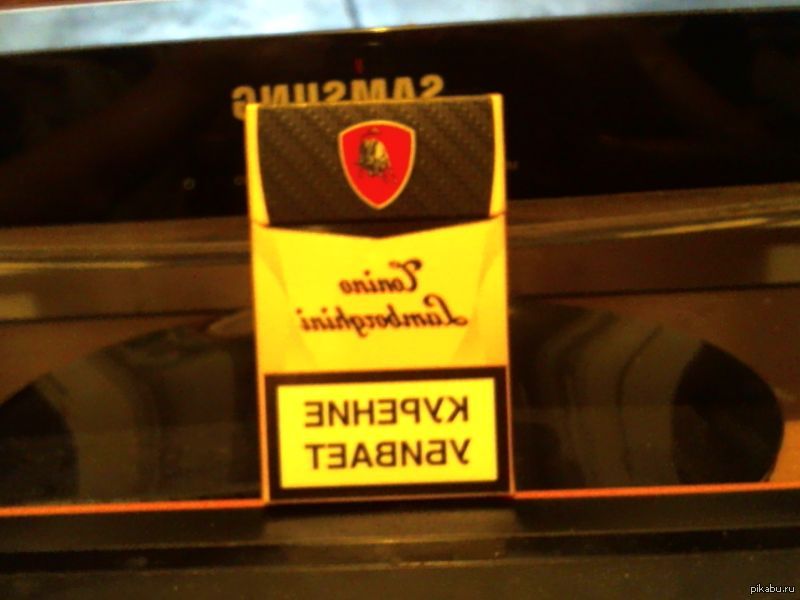 SAMSUNG
Tonino
Lamborghini
КУРЕНИЕ
УБИВАЕТ
pikabu.ru